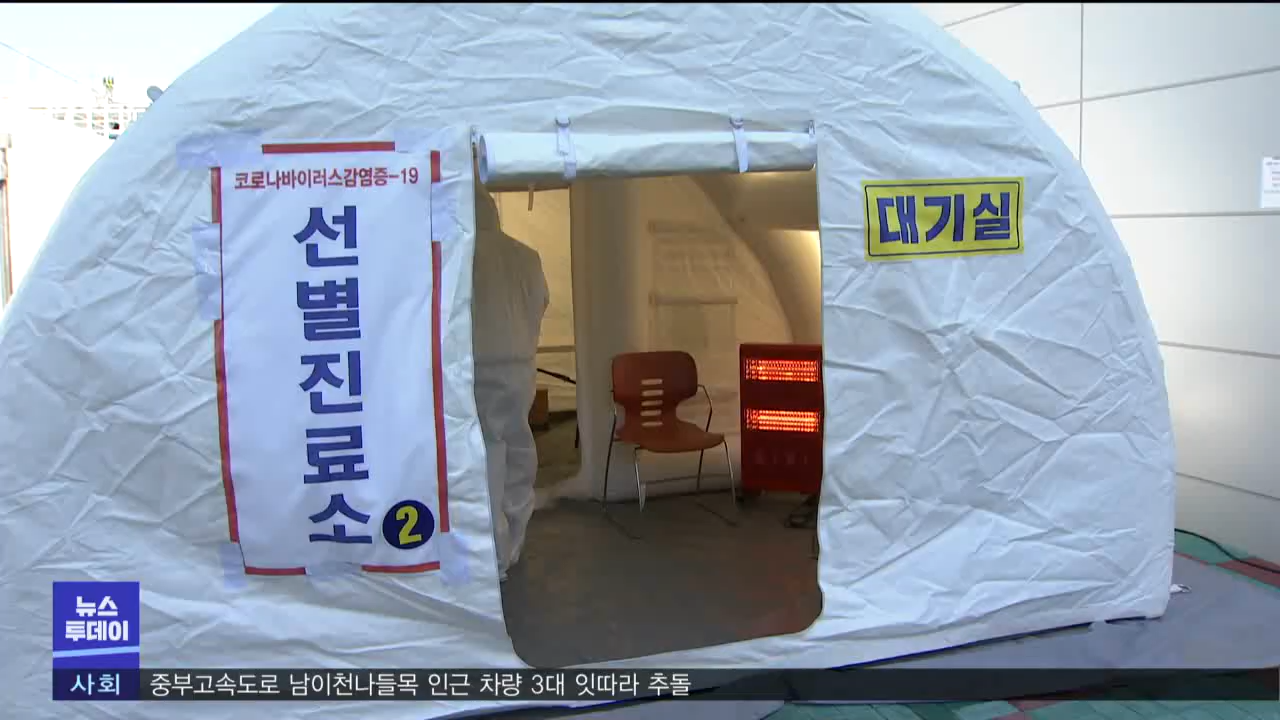 코로나바이러스감염증-19
선별진료소
2
대기실
뉴스
투데이
사회 중부고속도로 남이천나들목 인근 차량 3대 잇따라 추돌